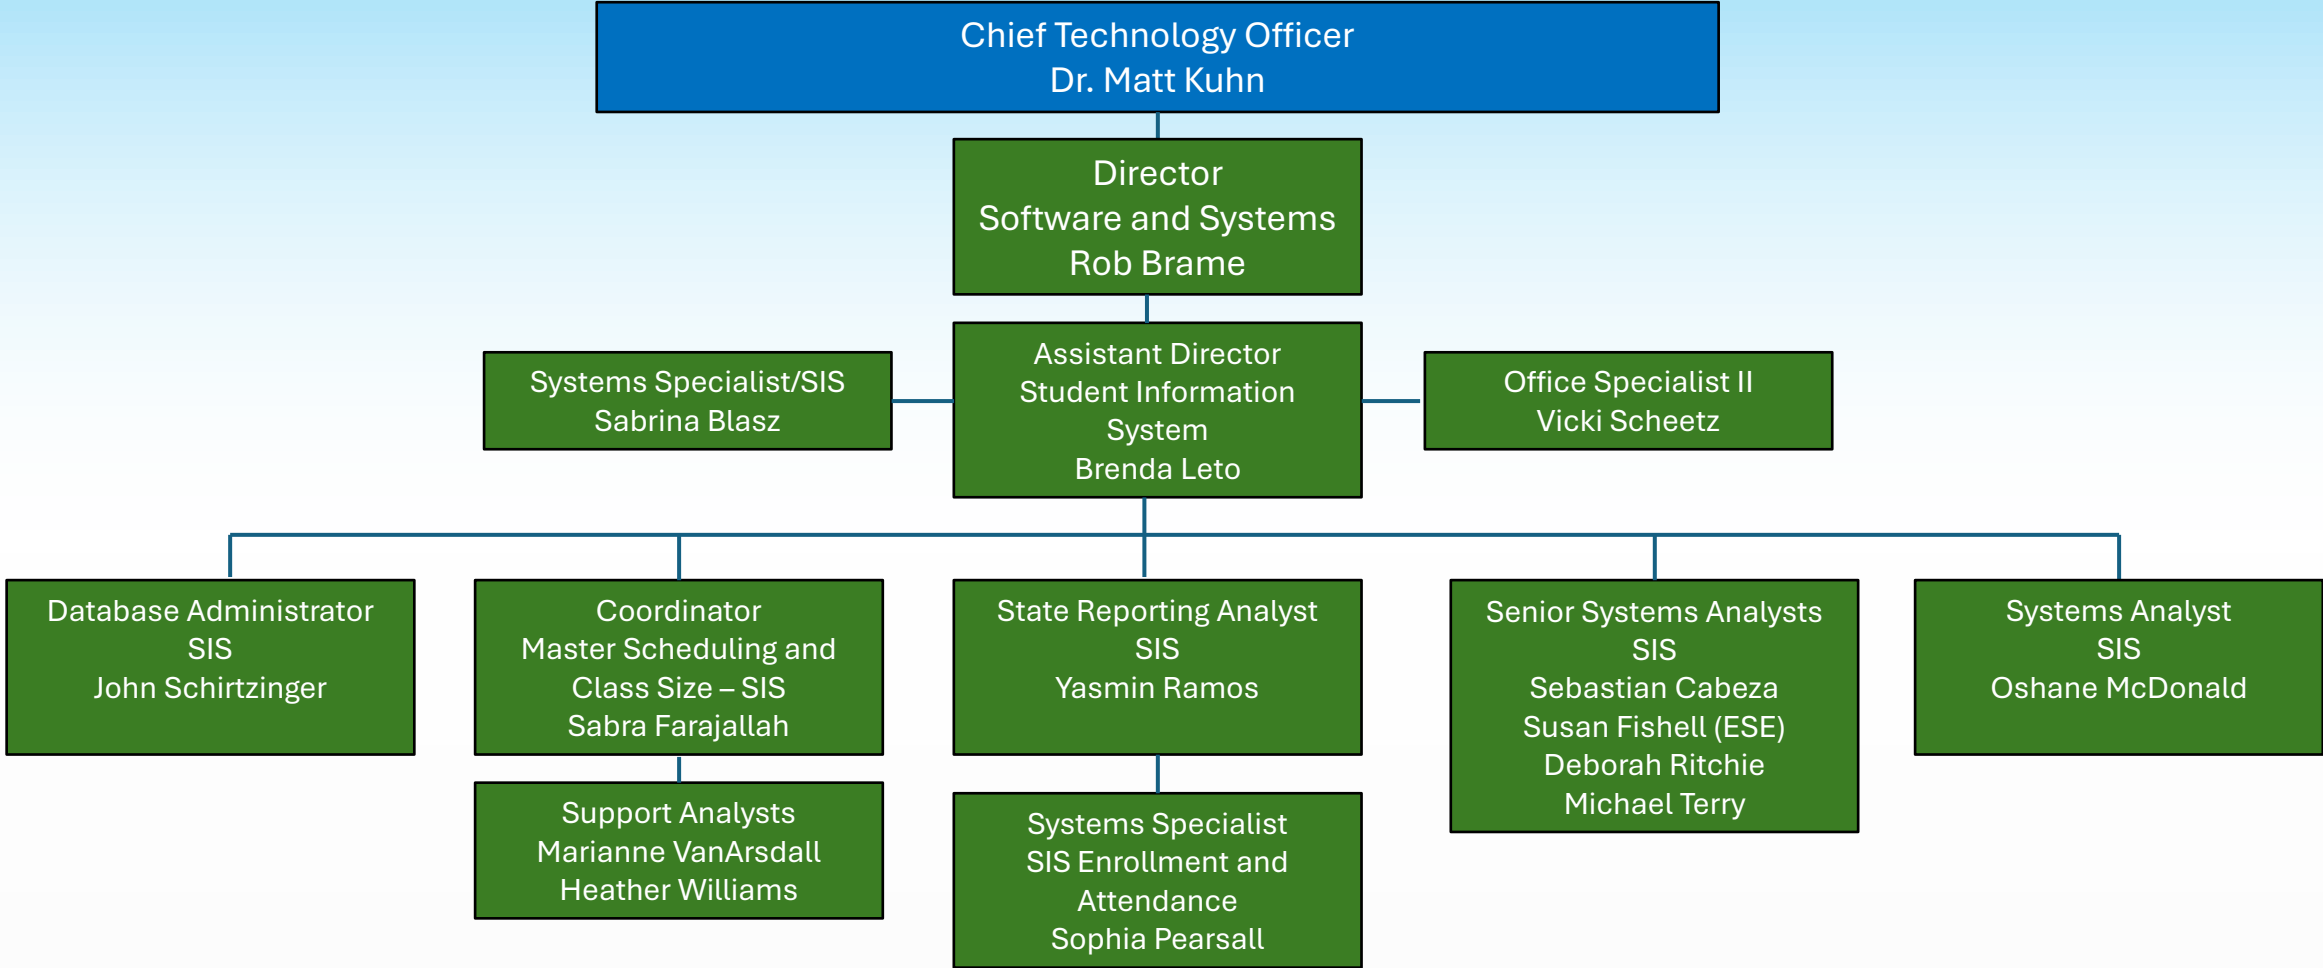 Chief Technology Officer
Dr. Matt Kuhn
Director
Software and Systems
Rob Brame
Systems Specialist/SIS
Sabrina Blasz
Assistant Director
Student Information
System
Brenda Leto
Office Specialist II
Vicki Scheetz
Database Administrator
SIS
John Schirtzinger
Coordinator
Master Scheduling and
Class Size – SIS
Sabra Farajallah
State Reporting Analyst
SIS
Yasmin Ramos
Senior Systems Analysts
SIS
Sebastian Cabeza
Susan Fishell (ESE)
Deborah Ritchie
Michael Terry
Systems Analyst
SIS
Oshane McDonald
Support Analysts
Marianne VanArsdall
Heather Williams
Systems Specialist
SIS Enrollment and
Attendance
Sophia Pearsall